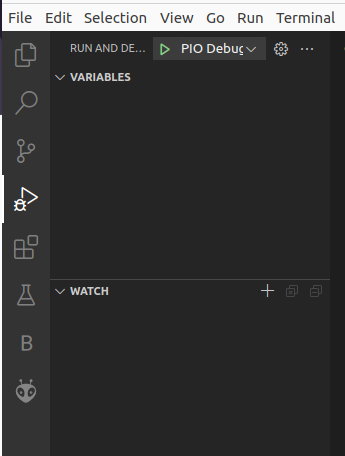 File Edit Selection View Go Run Terminal
RUN AND DE... PIO Debug
VARIABLES
WATCH
B